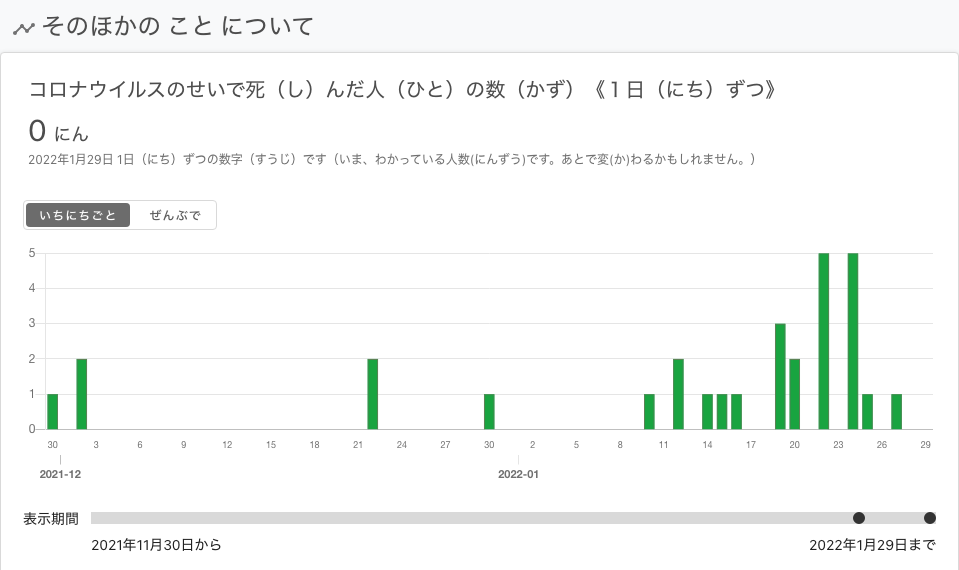 そのほかの こと について
コロナウイルスのせいで死（し）んだ人（ひと）の数（かず）《１日（にち）ずつ》
0 にん
2022年1月29日 1日（にち）ずつの数字（すうじ）です（いま、わかっている人数(にんずう)です。あとで変(か)わるかもしれません。）
いちにちごと ぜんぶで
5
4
3
2
1
0
30 3 6 9 12 15 18 21 24 27 30 2 5 8 11 14 17 20 23 26 29
2021-12 2022-01
表示期間
2021年11月30日から 2022年1月29日まで